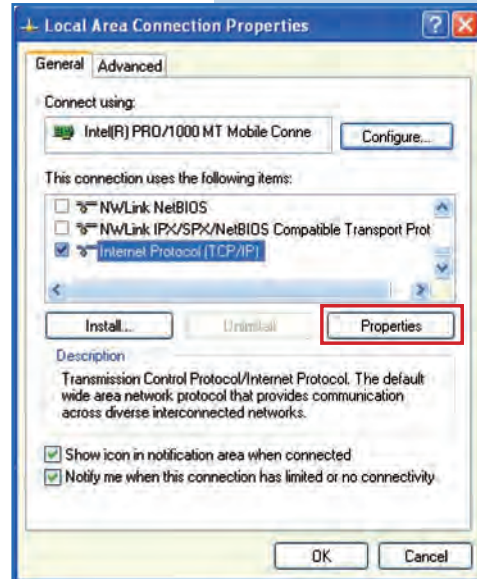 Local Area Connection Properties
General Advanced
Connect using:
Intel(R) PRO/1000 MT Mobile Conne
Configure...
This connection uses the following items:
NWLink NetBIOS
NWLink IPX/SPX/NetBIOS Compatible Transport Prot
Internet Protocol (TCP/IP)
Install... Uninstall Properties
Description
Transmission Control Protocol/Internet Protocol. The default
wide area network protocol that provides communication
across diverse interconnected networks.
Show icon in notification area when connected
Notify me when this connection has limited or no connectivity
OK Cancel